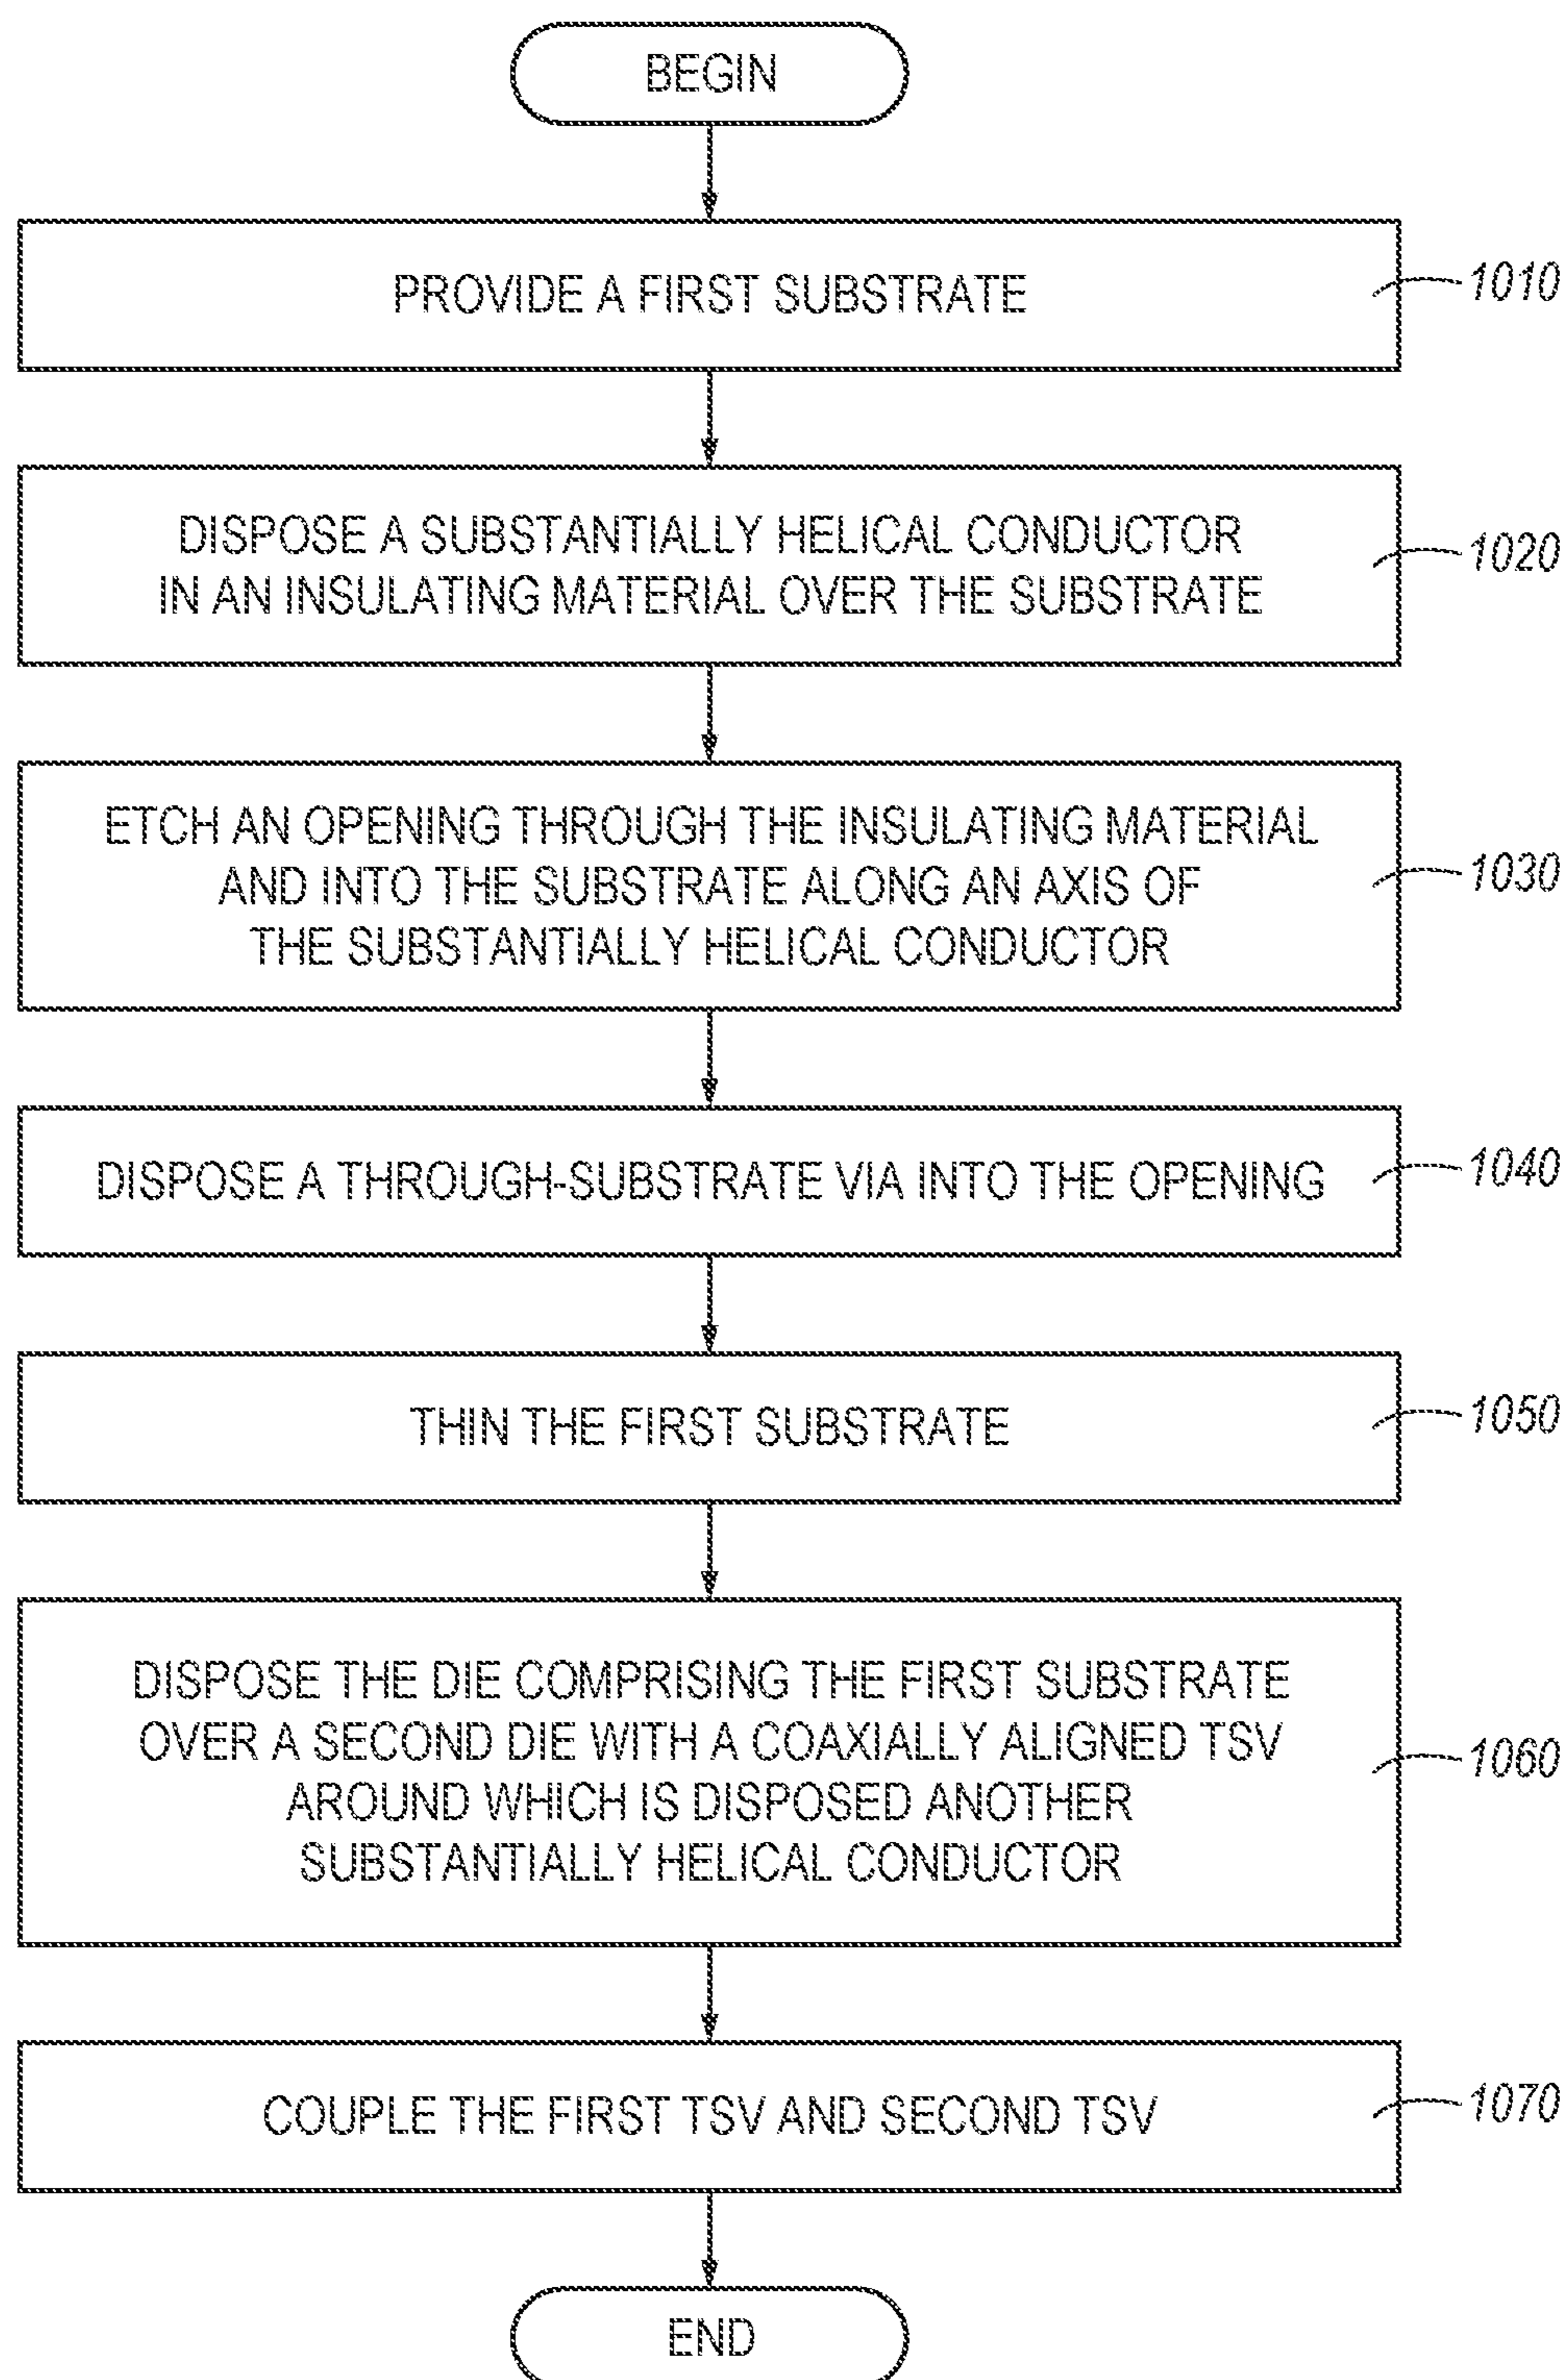 BEGIN
PROVIDE A FIRST SUBSTRATE
1010
DISPOSE A SUBSTANTIALLY HELICAL CONDUCTOR
IN AN INSULATING MATERIAL OVER THE SUBSTRATE
1020
ETCH AN OPENING THROUGH THE INSULATING MATERIAL
AND INTO THE SUBSTRATE ALONG AN AXIS OF
THE SUBSTANTIALLY HELICAL CONDUCTOR
1030
DISPOSE A THROUGH-SUBSTRATE VIA INTO THE OPENING
1040
THIN THE FIRST SUBSTRATE
1050
DISPOSE THE DIE COMPRISING THE FIRST SUBSTRATE
OVER A SECOND DIE WITH A COAXIALLY ALIGNED TSV
AROUND WHICH IS DISPOSED ANOTHER
SUBSTANTIALLY HELICAL CONDUCTOR
1060
COUPLE THE FIRST TSV AND SECOND TSV
1070
END